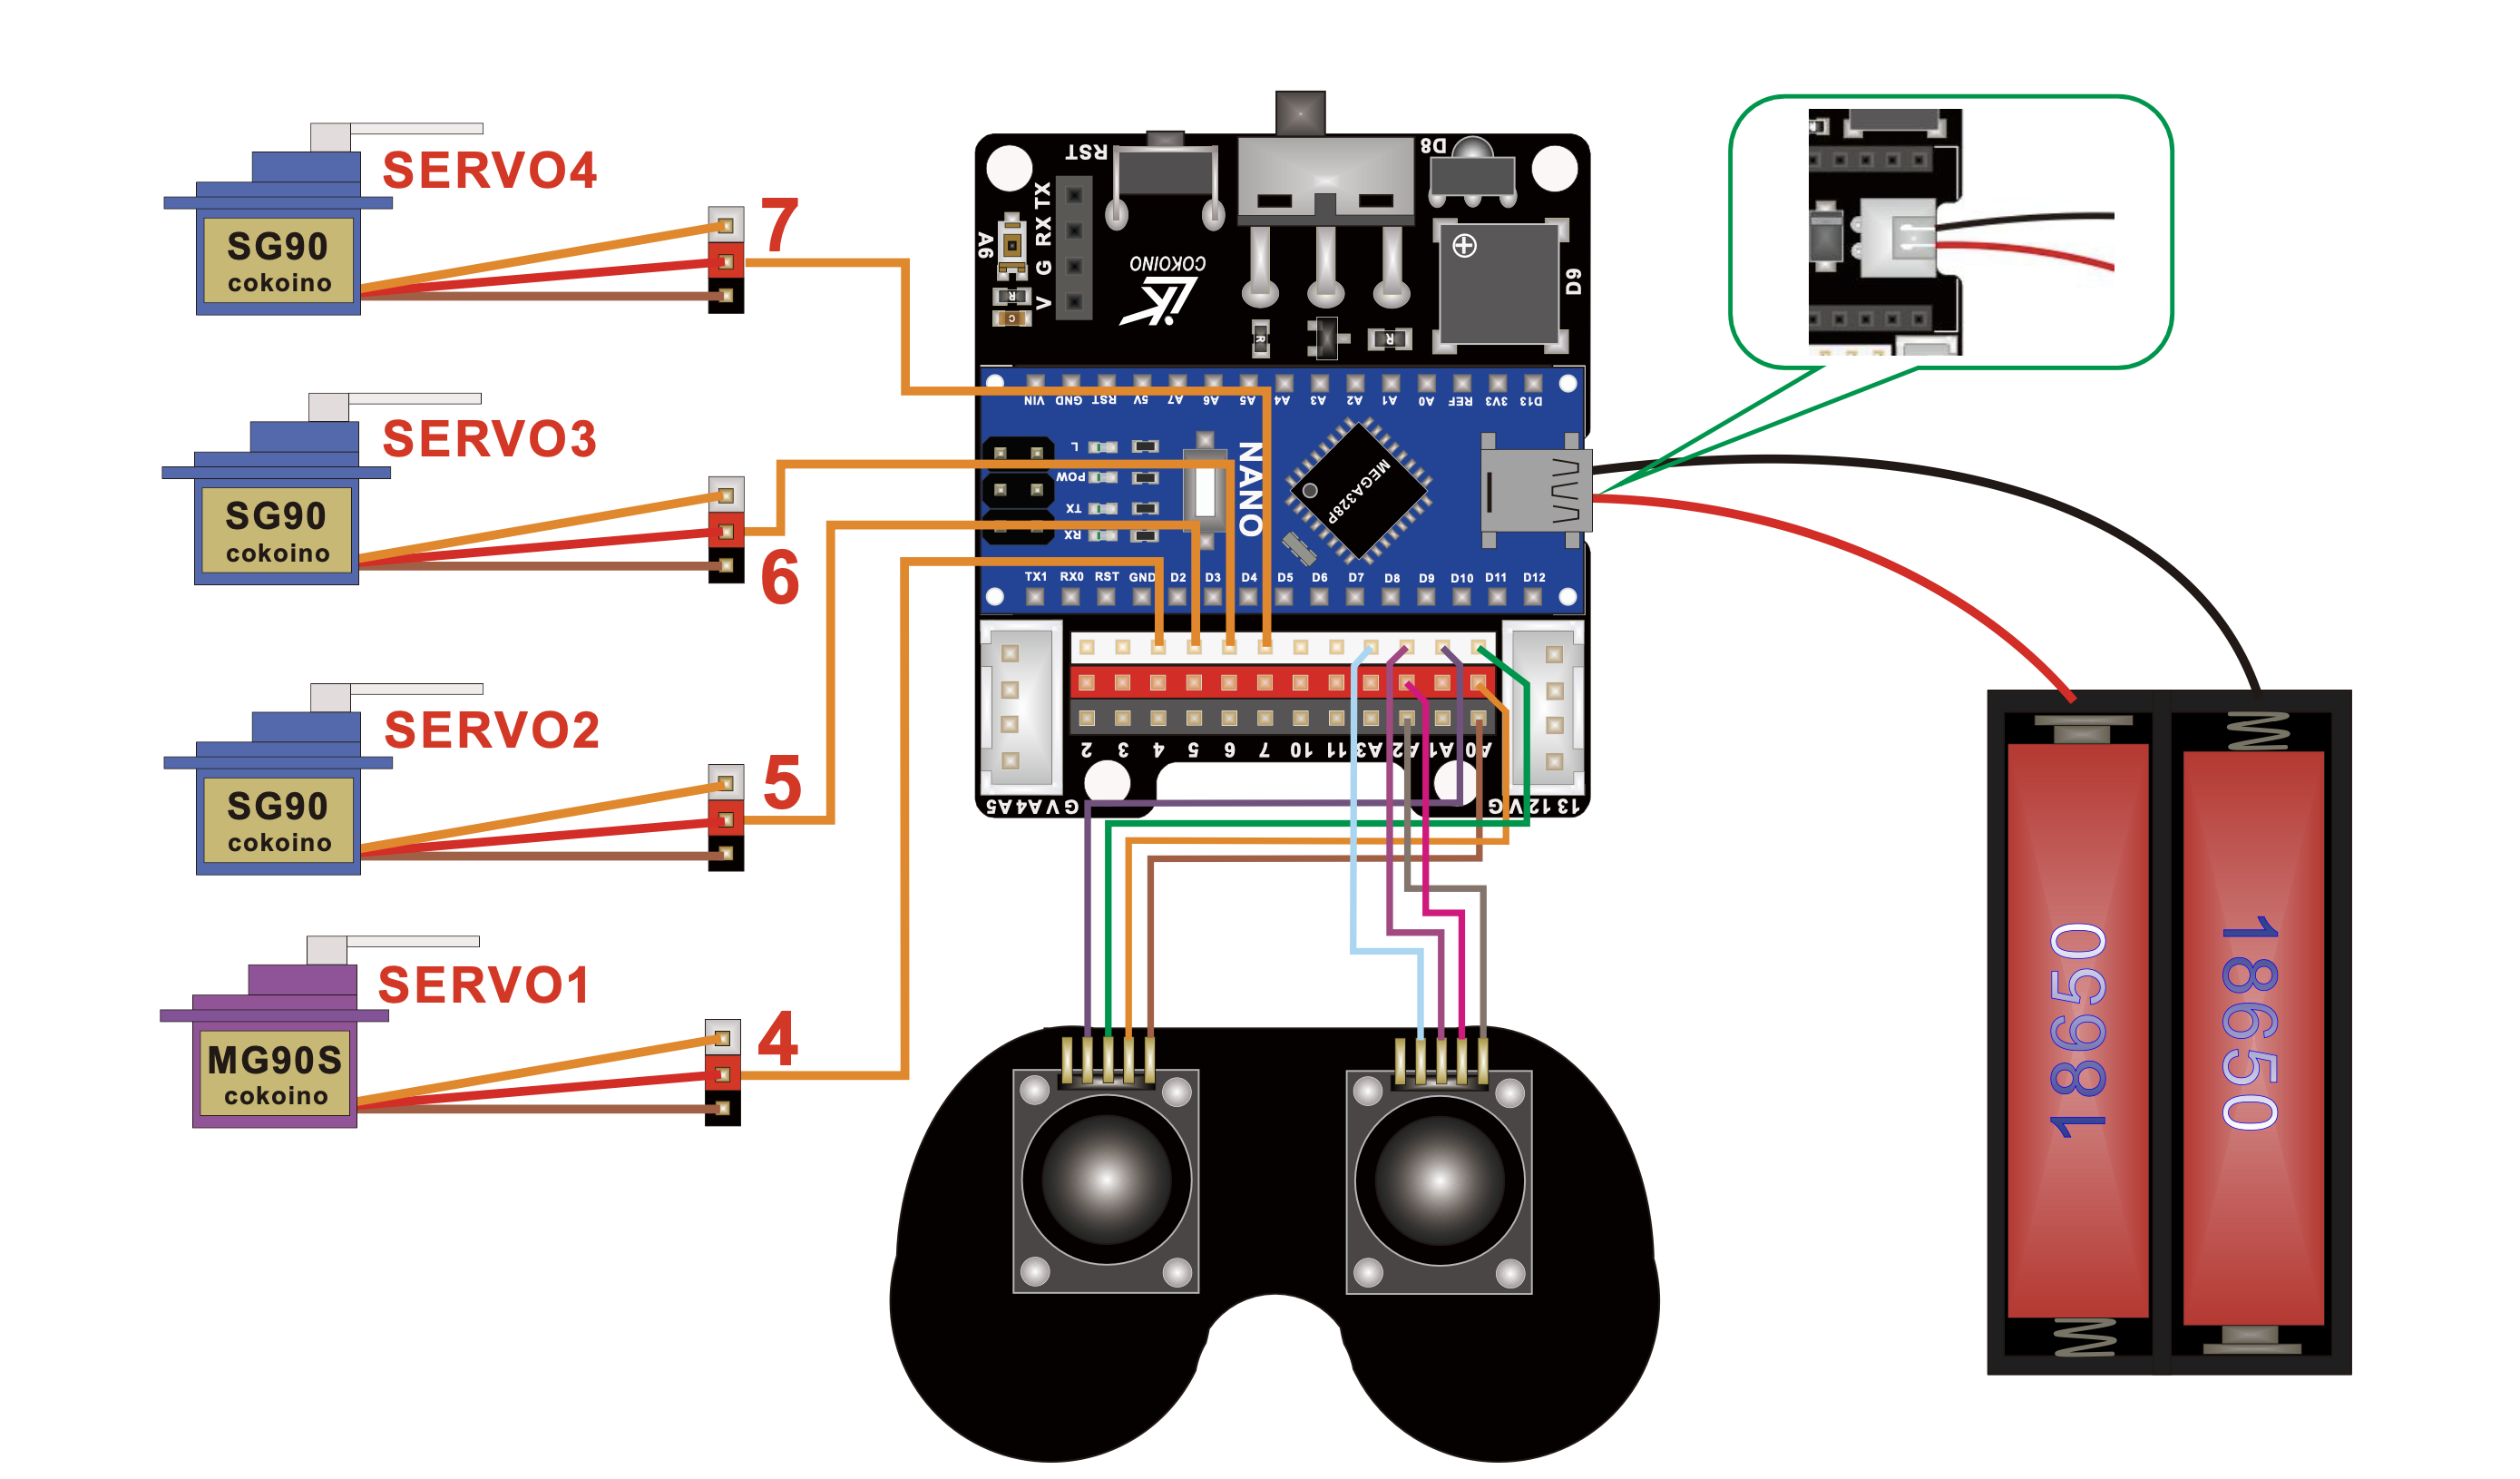 SERVO4
SG90
cokoino
7
SERVO3
SG90
cokoino
6
SERVO2
SG90
cokoino
5
SERVO1
MG90S
cokoino
4
RST
D8
TX
RX
G
V
A6
R
C
COKOINO
D9
R
R
VIN GND RST 5V A7 A6 A5 A4 A3 A2 A1 A0 REF 3V3 D13
L
POW
TX
RX
NANO
MEGA328P
TX1 RX0 RST GND D2 D3 D4 D5 D6 D7 D8 D9 D10 D11 D12
2 3 4 5 6 7 10 11 A3 A2 A1 A0
G V A4 A5
13 12 V G
18650
18650